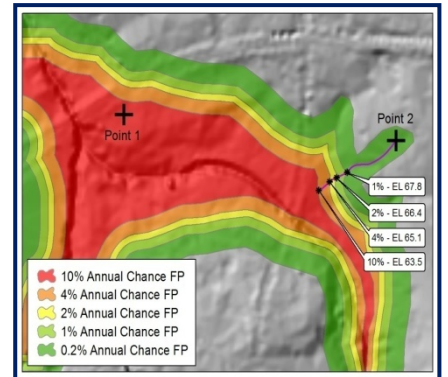 Point 1
Point 2
1% - EL 67.8
2% - EL 66.4
4% - EL 65.1
10% - EL 63.5
10% Annual Chance FP
4% Annual Chance FP
2% Annual Chance FP
1% Annual Chance FP
0.2% Annual Chance FP